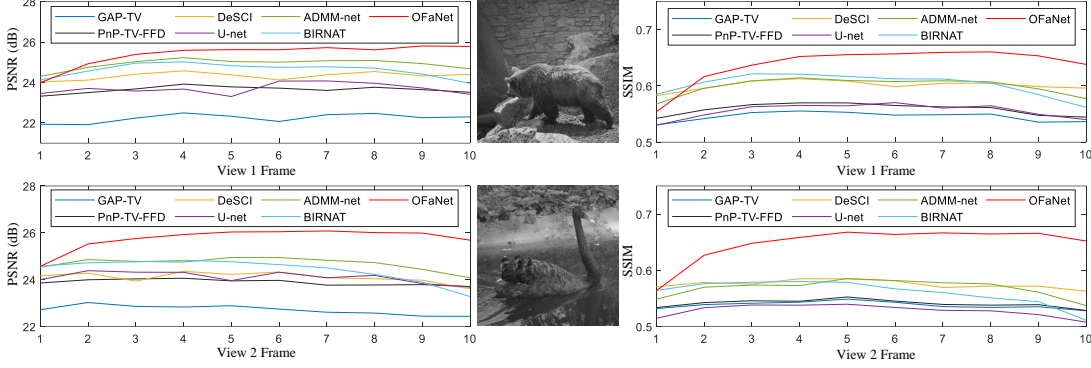 28
26
24
22
PSNR (dB)
GAP-TV DeSCI ADMM-net OFaNet
PnP-TV-FFD U-net BIRNAT
1 2 3 4 5 6 7 8 9 10
View 1 Frame
0.7
0.6
0.5
SSIM
GAP-TV DeSCI ADMM-net OFaNet
PnP-TV-FFD U-net BIRNAT
1 2 3 4 5 6 7 8 9 10
View 1 Frame
28
26
24
22
PSNR (dB)
GAP-TV DeSCI ADMM-net OFaNet
PnP-TV-FFD U-net BIRNAT
1 2 3 4 5 6 7 8 9 10
View 2 Frame
0.7
0.6
0.5
SSIM
GAP-TV DeSCI ADMM-net OFaNet
PnP-TV-FFD U-net BIRNAT
1 2 3 4 5 6 7 8 9 10
View 2 Frame